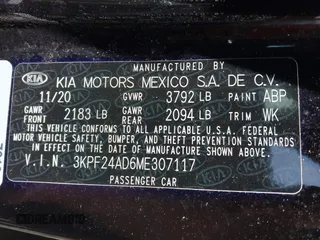 KIA KIA MOTORS MEXICO S.A. DE C.V.
11/20 GVWR 3792 LB PAINT ABP
GAWR FRONT 2183 LB GAWR REAR 2094 LB TRIM WK
THIS VEHICLE CONFORMS TO ALL APPLICABLE U.S. FEDERAL
MOTOR VEHICLE SAFETY, BUMPER, AND THEFT PREVENTION
STANDARDS IN EFFECT ON THE DATE OF MANUFACTURE
SHOWN ABOVE.
V.I.N. 3KPF24AD6ME307117
PASSENGER CAR